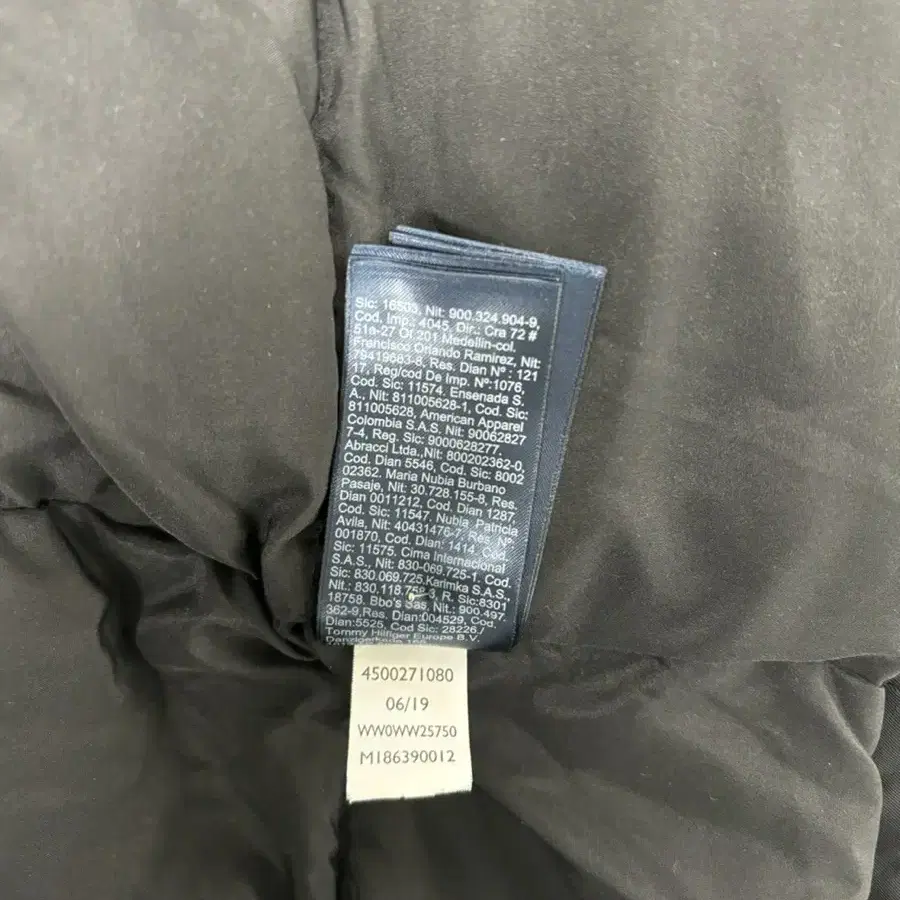 Sic: 16503, Nit: 900.324.904-9,
Cod, Imp.: 4045, Dir.: Cra 72 #
51a-27 Of.201 Medellin-col.
Francisco Orlando Ramirez, Nit:
79419683-8, Res. Dian Nº : 121
17, Reg/cod De Imp. Nº:1076,
Cod. Sic: 11574. Ensenada S.
A., Nit: 811005628-1, Cod. Sic:
811005628, American Apparel
Colombia S.A.S. Nit: 90062827
7-4, Reg. Sic: 9000628277.
Abracci Ltda.,Nit: 800202362-0,
Cod. Dian 5546, Cod. Sic: 8002
02362. Maria Nubia Burbano
Pasaje, Nit: 30.728.155-8, Res.
Dian 0011212, Cod. Dian 1287,
Cod. Sic: 11547. Nubia Patricia
Avila, Nit: 40431476-7, Res. Nº
001870, Cod. Dian: 1414, Cod.
Sic: 11575. Cima Internacional
S.A.S., Nit: 830-069.725-1. Cod.
Sic: 830.069.725.Karimka S.A.S.,
Nit.: 830.118.758-3, R. Sic:8301
18758. Bbo's Sas, Nit.: 900.497.
362-9,Res, Dian:004529, Cod.
Dian:5525, Cod Sic: 28226./
Tommy Hilfiger Europe B.V.
4500271080
06/19
WW0WW25750
M186390012